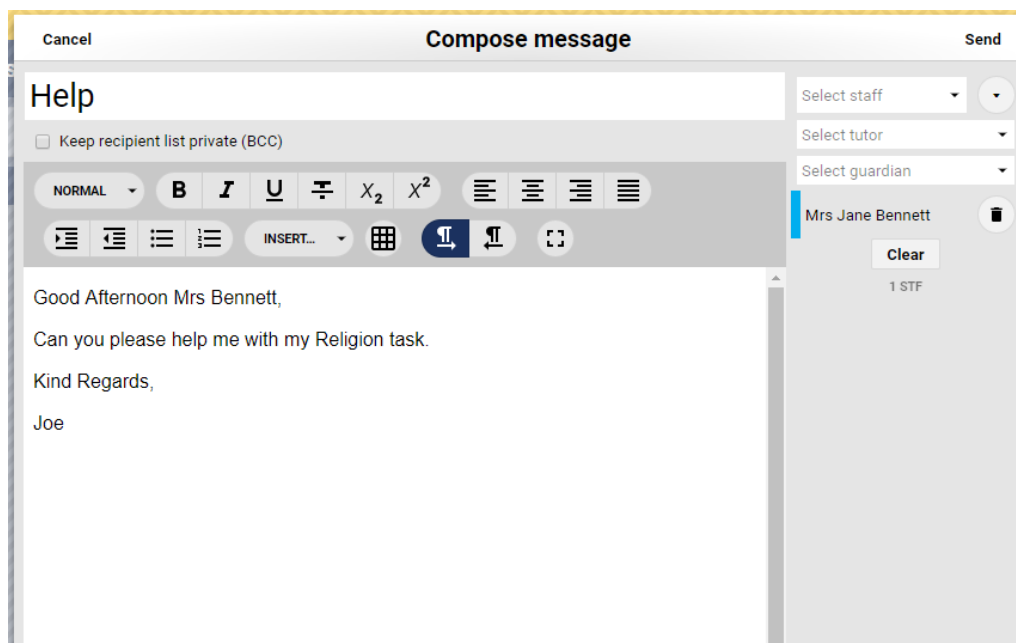 Cancel
Compose message
Send
Help
Select staff
Keep recipient list private (BCC)
Select tutor
Select guardian
NORMAL
B I U T X2 X2
Mrs Jane Bennett
INSERT...
Clear
1 STF
Good Afternoon Mrs Bennett,
Can you please help me with my Religion task.
Kind Regards,
Joe